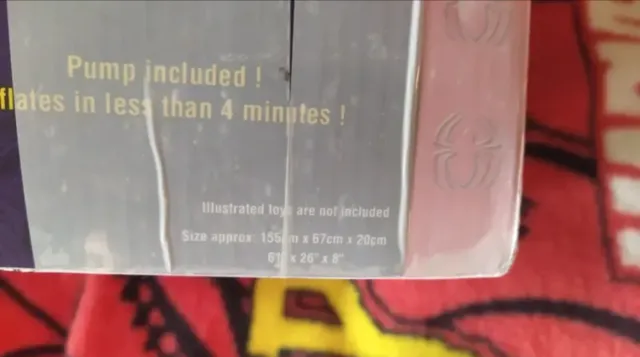 Pump included !
flates in less than 4 minutes !
Illustrated toys are not included
Size approx: 155cm x 67cm x 20cm
61" x 26" x 8"